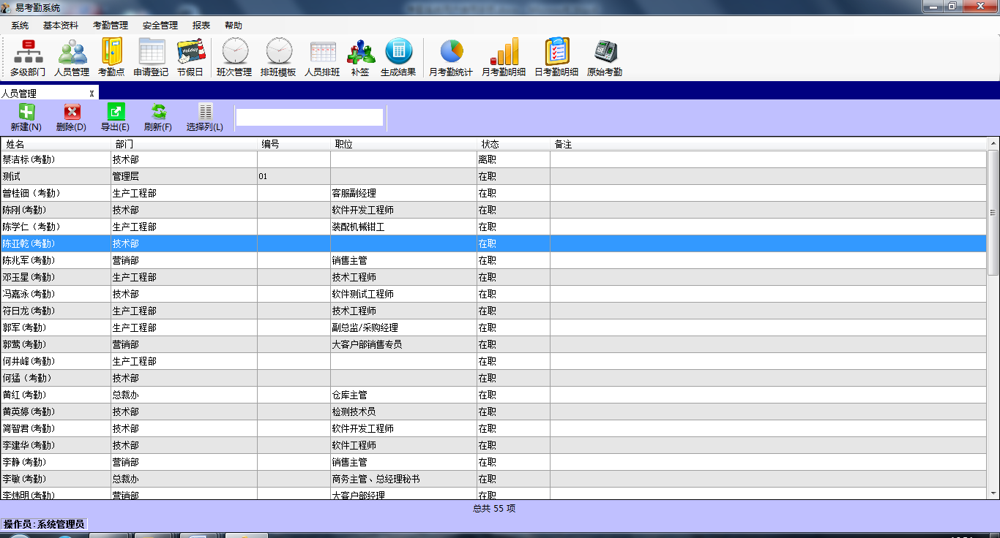 易考勤系统
系统 基本资料 考勤管理 安全管理 报表 帮助
Holiday
多级部门 人员管理 考勤点 申请登记 节假日 班次管理 排班模板 人员排班 补签 生成结果 月考勤统计 月考勤明细 日考勤明细 原始考勤
人员管理 x
新建(N) 删除(D) 导出(E) 刷新(F) 选择列(L)
姓名 部门 编号 职位 状态 备注
蔡洁标(考勤) 技术部 离职
测试 管理层 01 在职
曾桂钿（考勤） 生产工程部 客服副经理 在职
陈刚(考勤) 技术部 软件开发工程师 在职
陈学仁（考勤） 生产工程部 装配机械钳工 在职
陈亚乾(考勤) 技术部 在职
陈兆军(考勤) 营销部 销售主管 在职
邓玉星(考勤) 生产工程部 技术工程师 在职
冯嘉泳(考勤) 技术部 软件测试工程师 在职
符日龙(考勤) 生产工程部 技术工程师 在职
郭军(考勤) 生产工程部 副总监/采购经理 在职
郭莺(考勤) 营销部 大客户部销售专员 在职
何井峰(考勤) 生产工程部 在职
何猛（考勤） 技术部 在职
黄红(考勤) 总裁办 仓库主管 在职
黄英婷(考勤) 技术部 检测技术员 在职
简智君(考勤) 技术部 软件开发工程师 在职
李建华(考勤) 技术部 软件工程师 在职
李静(考勤) 营销部 销售主管 在职
李敏(考勤) 总裁办 商务主管、总经理秘书 在职
李炜明(考勤) 营销部 大客户部经理 在职
总共 55 项
操作员:系统管理员